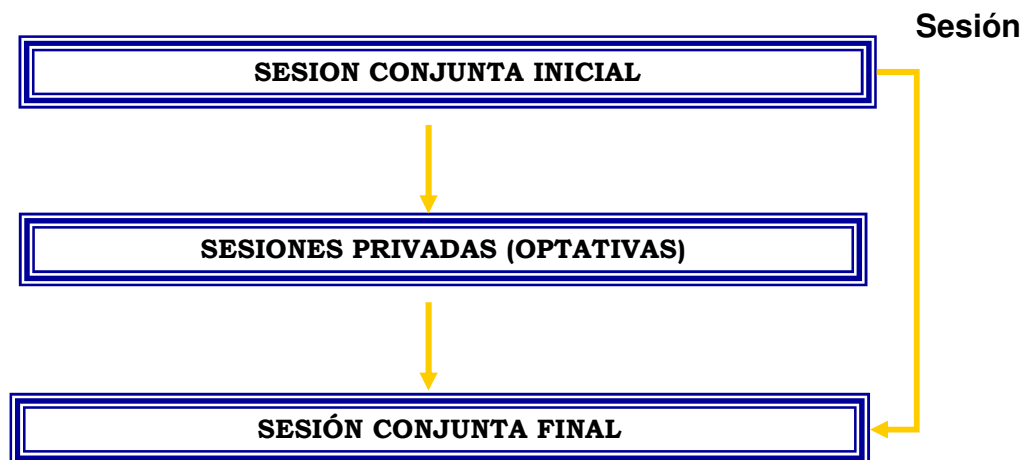 Sesión
SESION CONJUNTA INICIAL
SESIONES PRIVADAS (OPTATIVAS)
SESIÓN CONJUNTA FINAL